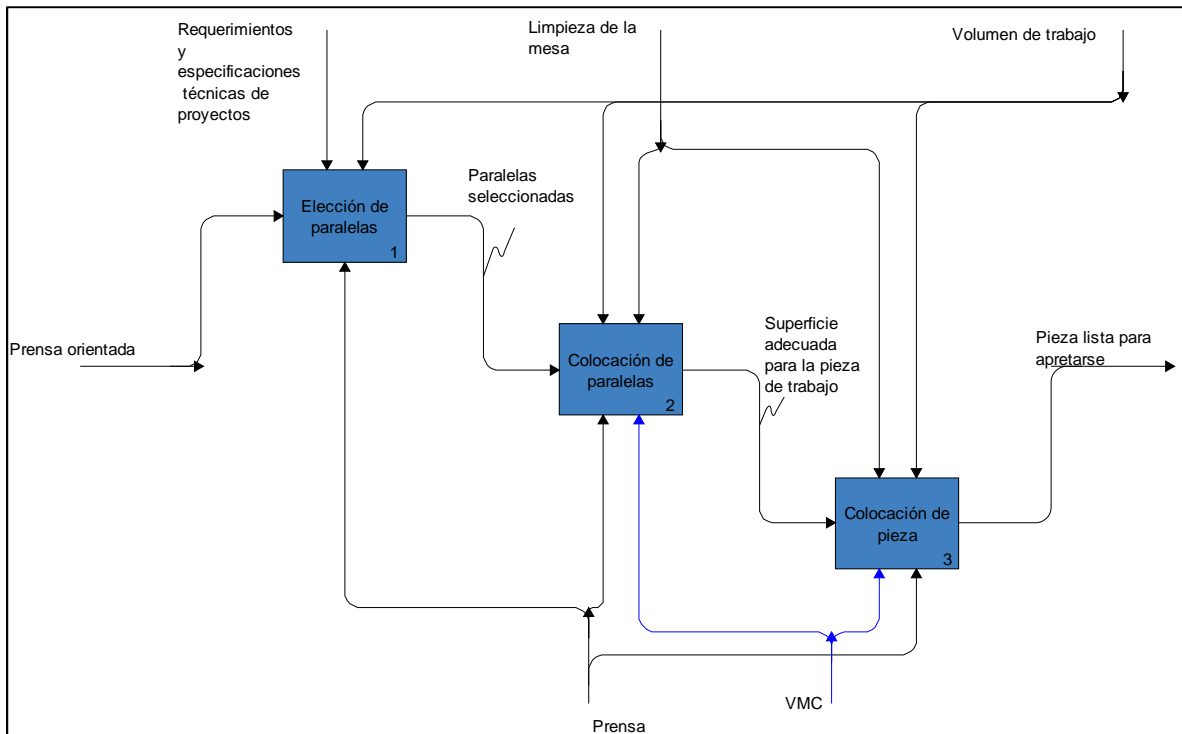 Requerimientos
y
especificaciones
técnicas de
proyectos
Limpieza de la
mesa
Volumen de trabajo
Elección de
paralelas
1
Paralelas
seleccionadas
Prensa orientada
Colocación de
paralelas
2
Superficie
adecuada
para la pieza
de trabajo
Pieza lista para
apretarse
Colocación de
pieza
3
VMC
Prensa